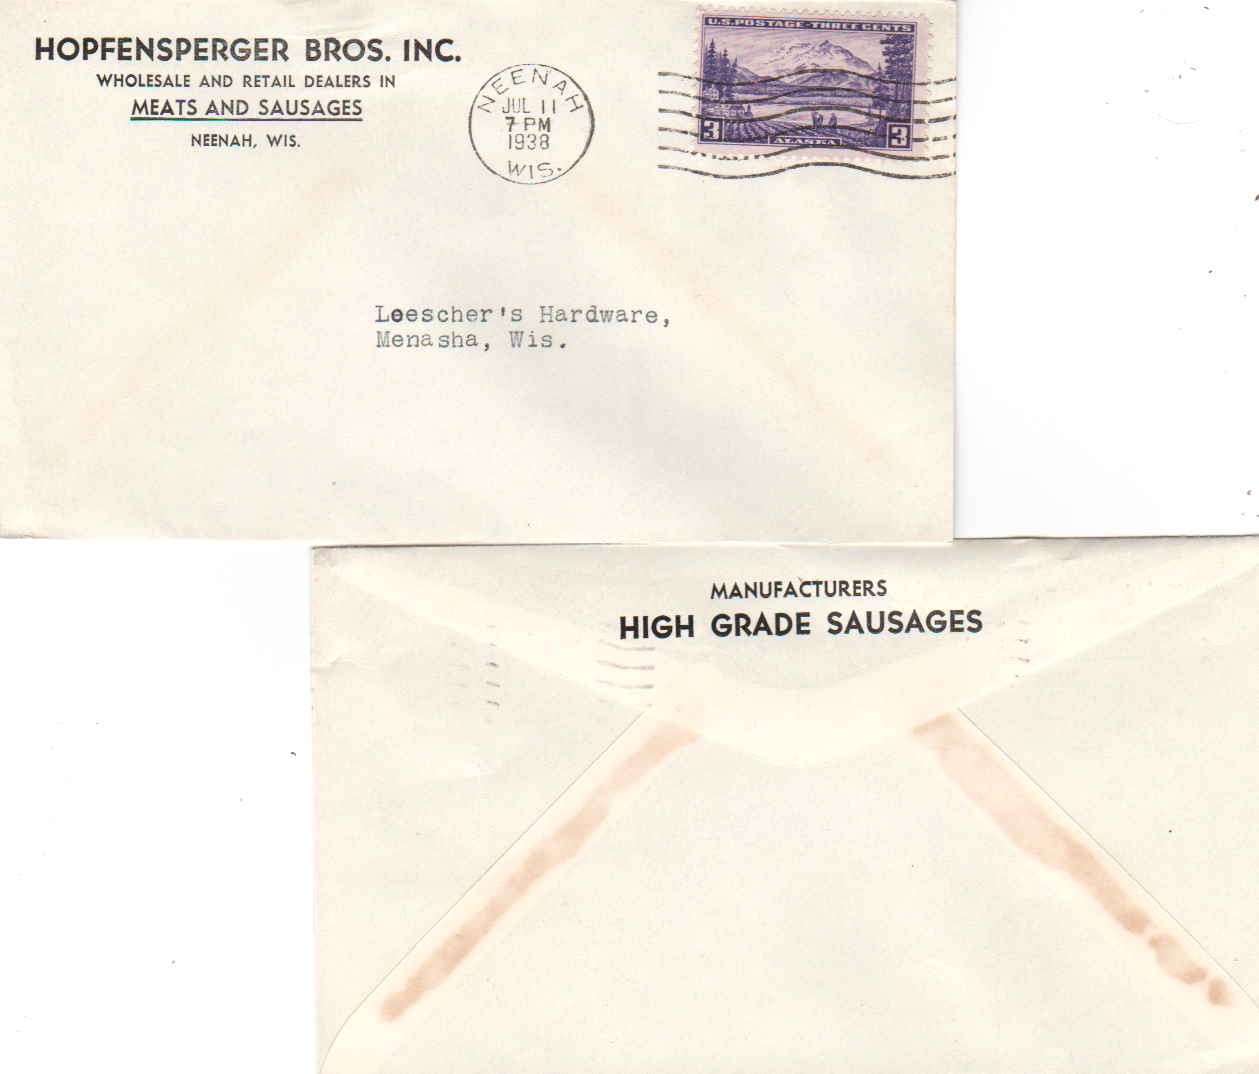 HOPFENSPERGER BROS. INC.
WHOLESALE AND RETAIL DEALERS IN
MEATS AND SAUSAGES
NEENAH, WIS.
NEENAH
JUL 11
7 PM
1938
WIS.
U.S. POSTAGE-THREE CENTS
3 3
ALASKA
Loescher's Hardware,
Menasha, Wis.
MANUFACTURERS
HIGH GRADE SAUSAGES